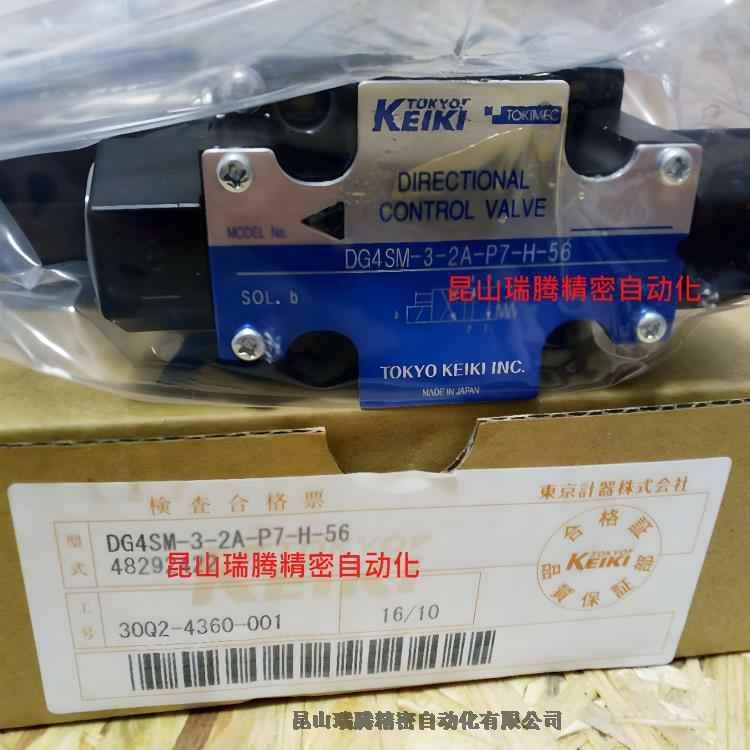 TOKYO KEIKI TOKIMEC
DIRECTIONAL
CONTROL VALVE
MODEL No.
DG4SM-3-2A-P7-H-56
昆山瑞腾精密自动化
SOL. b
TOKYO KEIKI INC.
MADE IN JAPAN
検査合格票
東京計器株式会社
型式
DG4SM-3-2A-P7-H-56
昆山瑞腾精密自动化
KEIKI
合格証
TOKYO KEIKI
品質保証部
工号
30Q2-4360-001
16/10
昆山瑞腾精密自动化有限公司